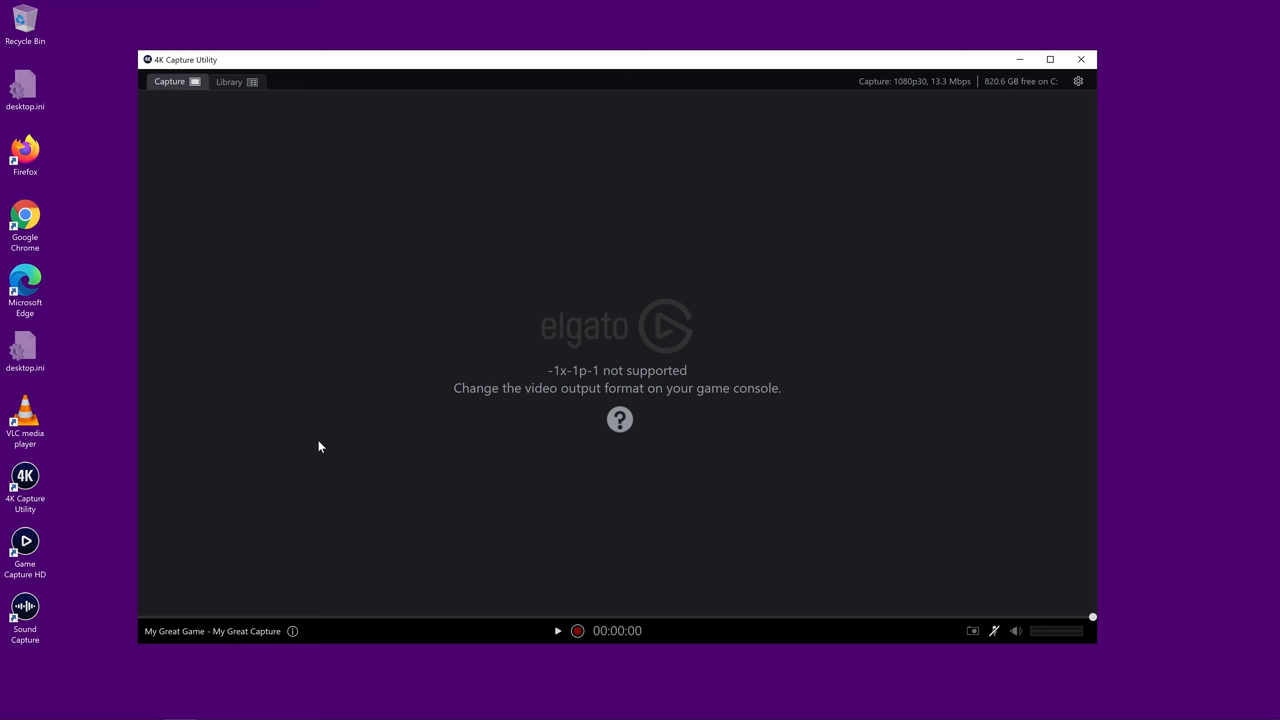 Recycle Bin
desktop.ini
Firefox
Google
Chrome
Microsoft
Edge
desktop.ini
VLC media
player
4K
4K Capture
Utility
Game
Capture HD
Sound
Capture
4K Capture Utility
Capture
Library
Capture: 1080p30, 13.3 Mbps
820.6 GB free on C:
elgato
-1x-1p-1 not supported
Change the video output format on your game console.
?
My Great Game - My Great Capture
00:00:00